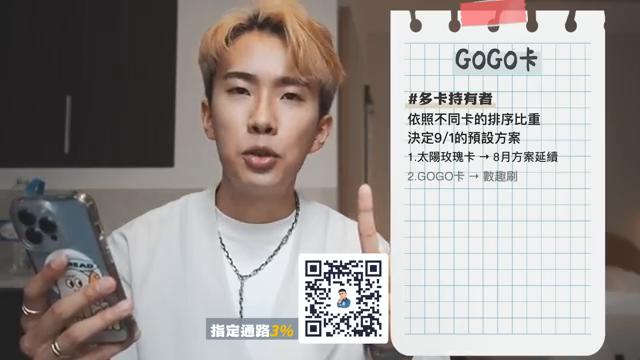 GOGO卡
#多卡持有者
依照不同卡的排序比重
決定9/1的預設方案
1.太陽玫瑰卡 → 8月方案延續
2.GOGO卡 → 數趣刷
指定通路3%